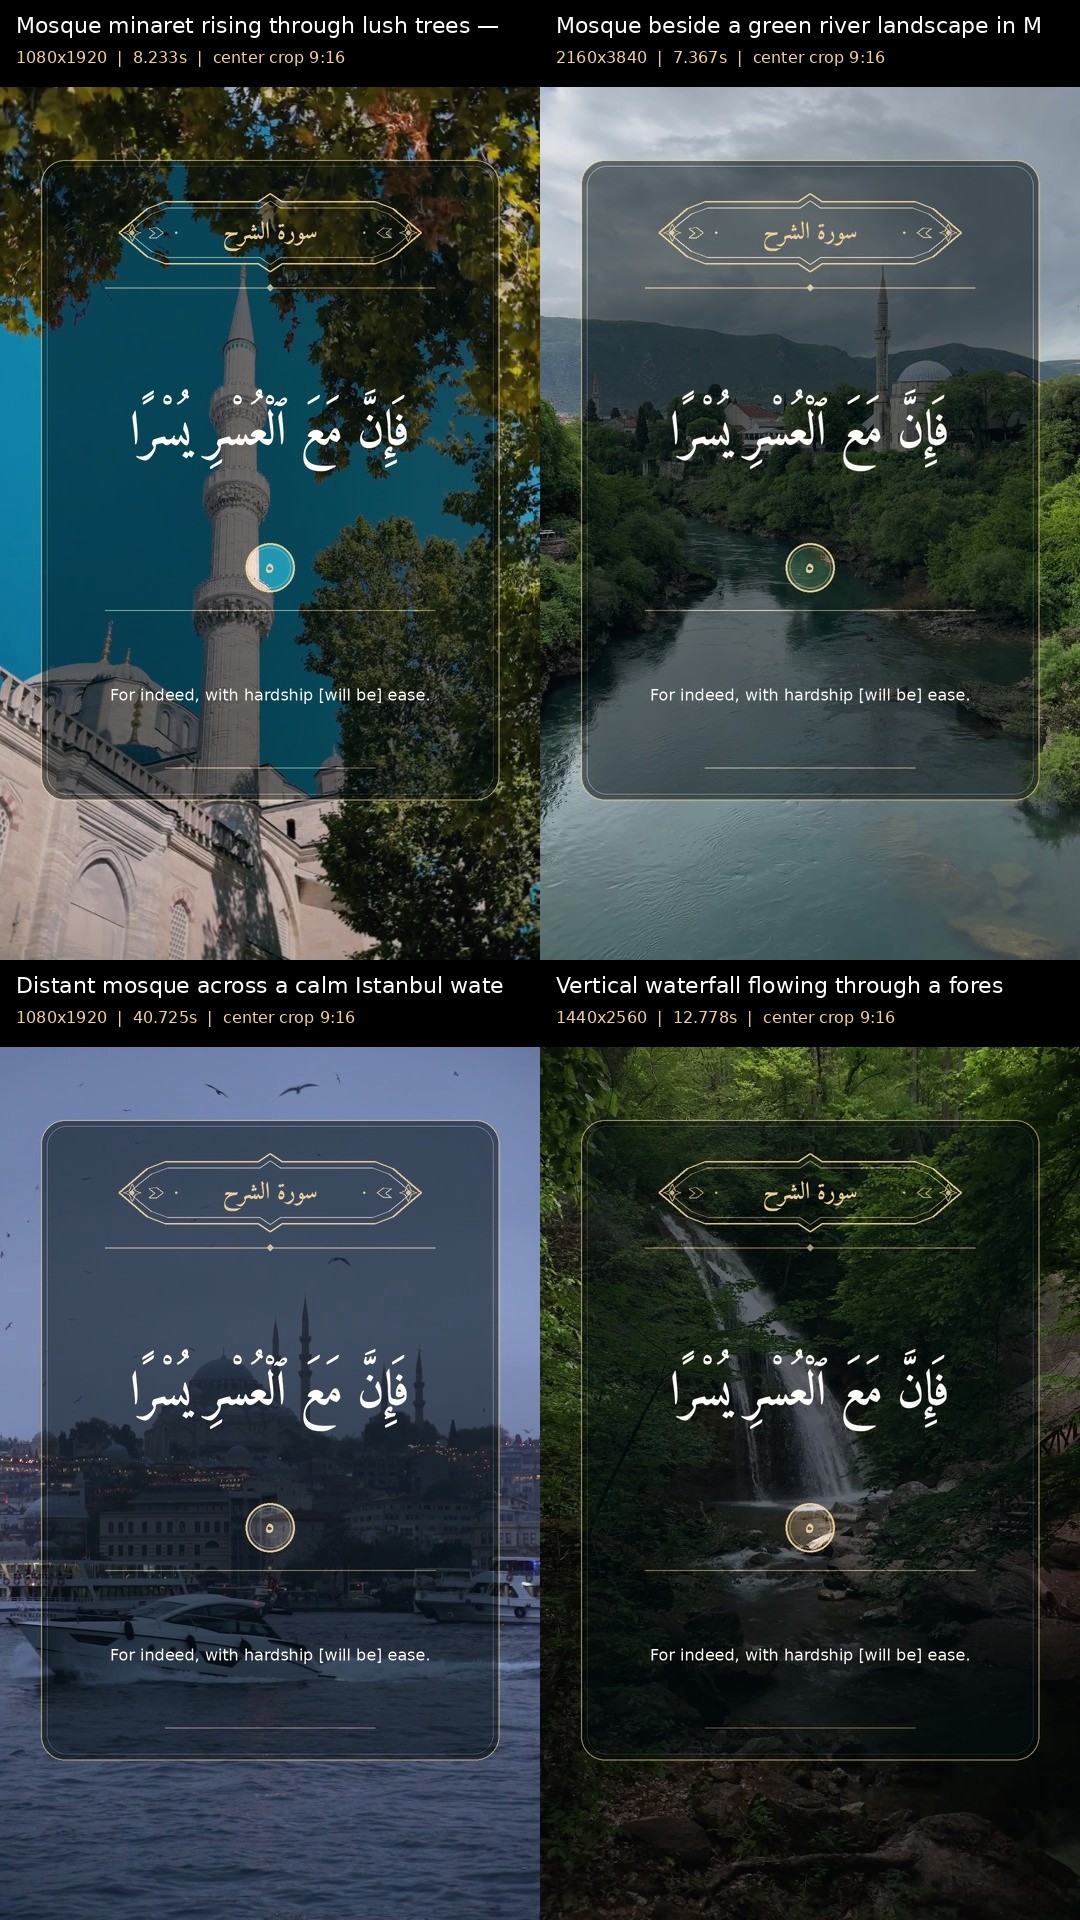 Mosque minaret rising through lush trees —
1080x1920 | 8.233s | center crop 9:16
سورة الشرح
فَإِنَّ مَعَ ٱلْعُسْرِ يُسْرًا
٥
For indeed, with hardship [will be] ease.
Mosque beside a green river landscape in M
2160x3840 | 7.367s | center crop 9:16
سورة الشرح
فَإِنَّ مَعَ ٱلْعُسْرِ يُسْرًا
٥
For indeed, with hardship [will be] ease.
Distant mosque across a calm Istanbul wate
1080x1920 | 40.725s | center crop 9:16
سورة الشرح
فَإِنَّ مَعَ ٱلْعُسْرِ يُسْرًا
٥
For indeed, with hardship [will be] ease.
Vertical waterfall flowing through a fores
1440x2560 | 12.778s | center crop 9:16
سورة الشرح
فَإِنَّ مَعَ ٱلْعُسْرِ يُسْرًا
٥
For indeed, with hardship [will be] ease.